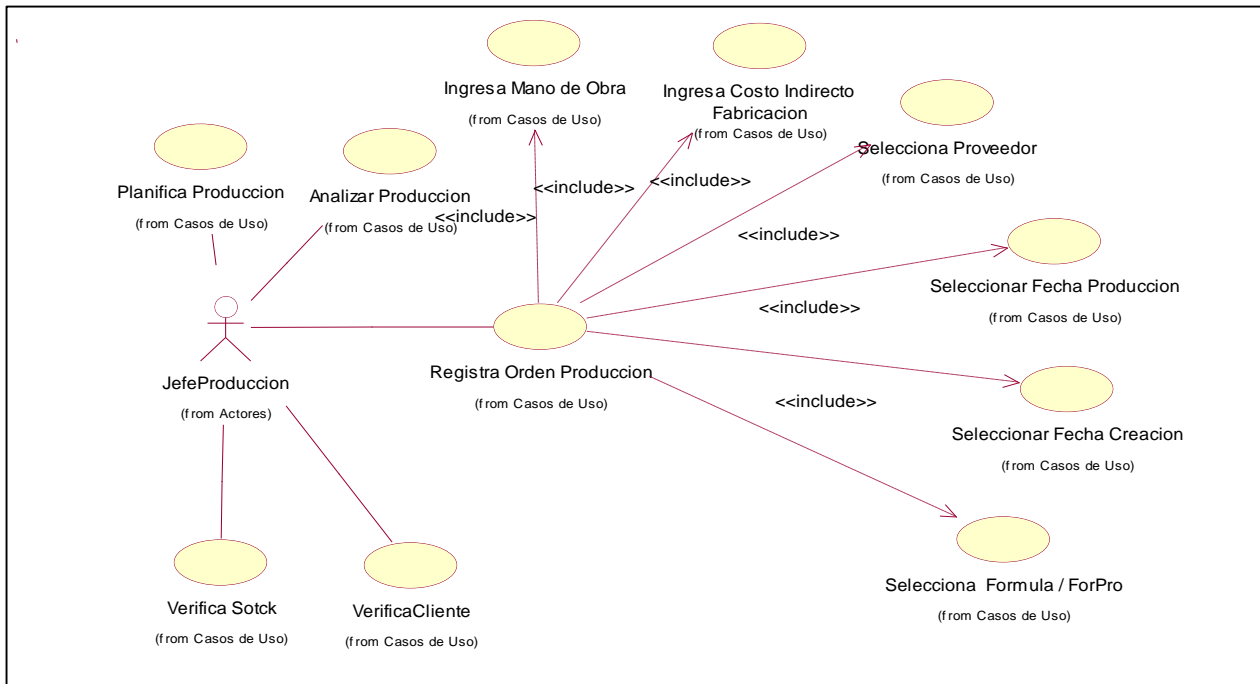 Ingresa Mano de Obra
(from Casos de Uso)
Ingresa Costo Indirecto
Fabricacion
(from Casos de Uso)
Selecciona Proveedor
(from Casos de Uso)
Planifica Produccion
(from Casos de Uso)
Analizar Produccion
(from Casos de Uso)
<<include>>
<<include>>
<<include>>
<<include>>
<<include>>
<<include>>
Seleccionar Fecha Produccion
(from Casos de Uso)
JefeProduccion
(from Actores)
Registra Orden Produccion
(from Casos de Uso)
Seleccionar Fecha Creacion
(from Casos de Uso)
Selecciona Formula / ForPro
(from Casos de Uso)
Verifica Sotck
(from Casos de Uso)
VerificaCliente
(from Casos de Uso)